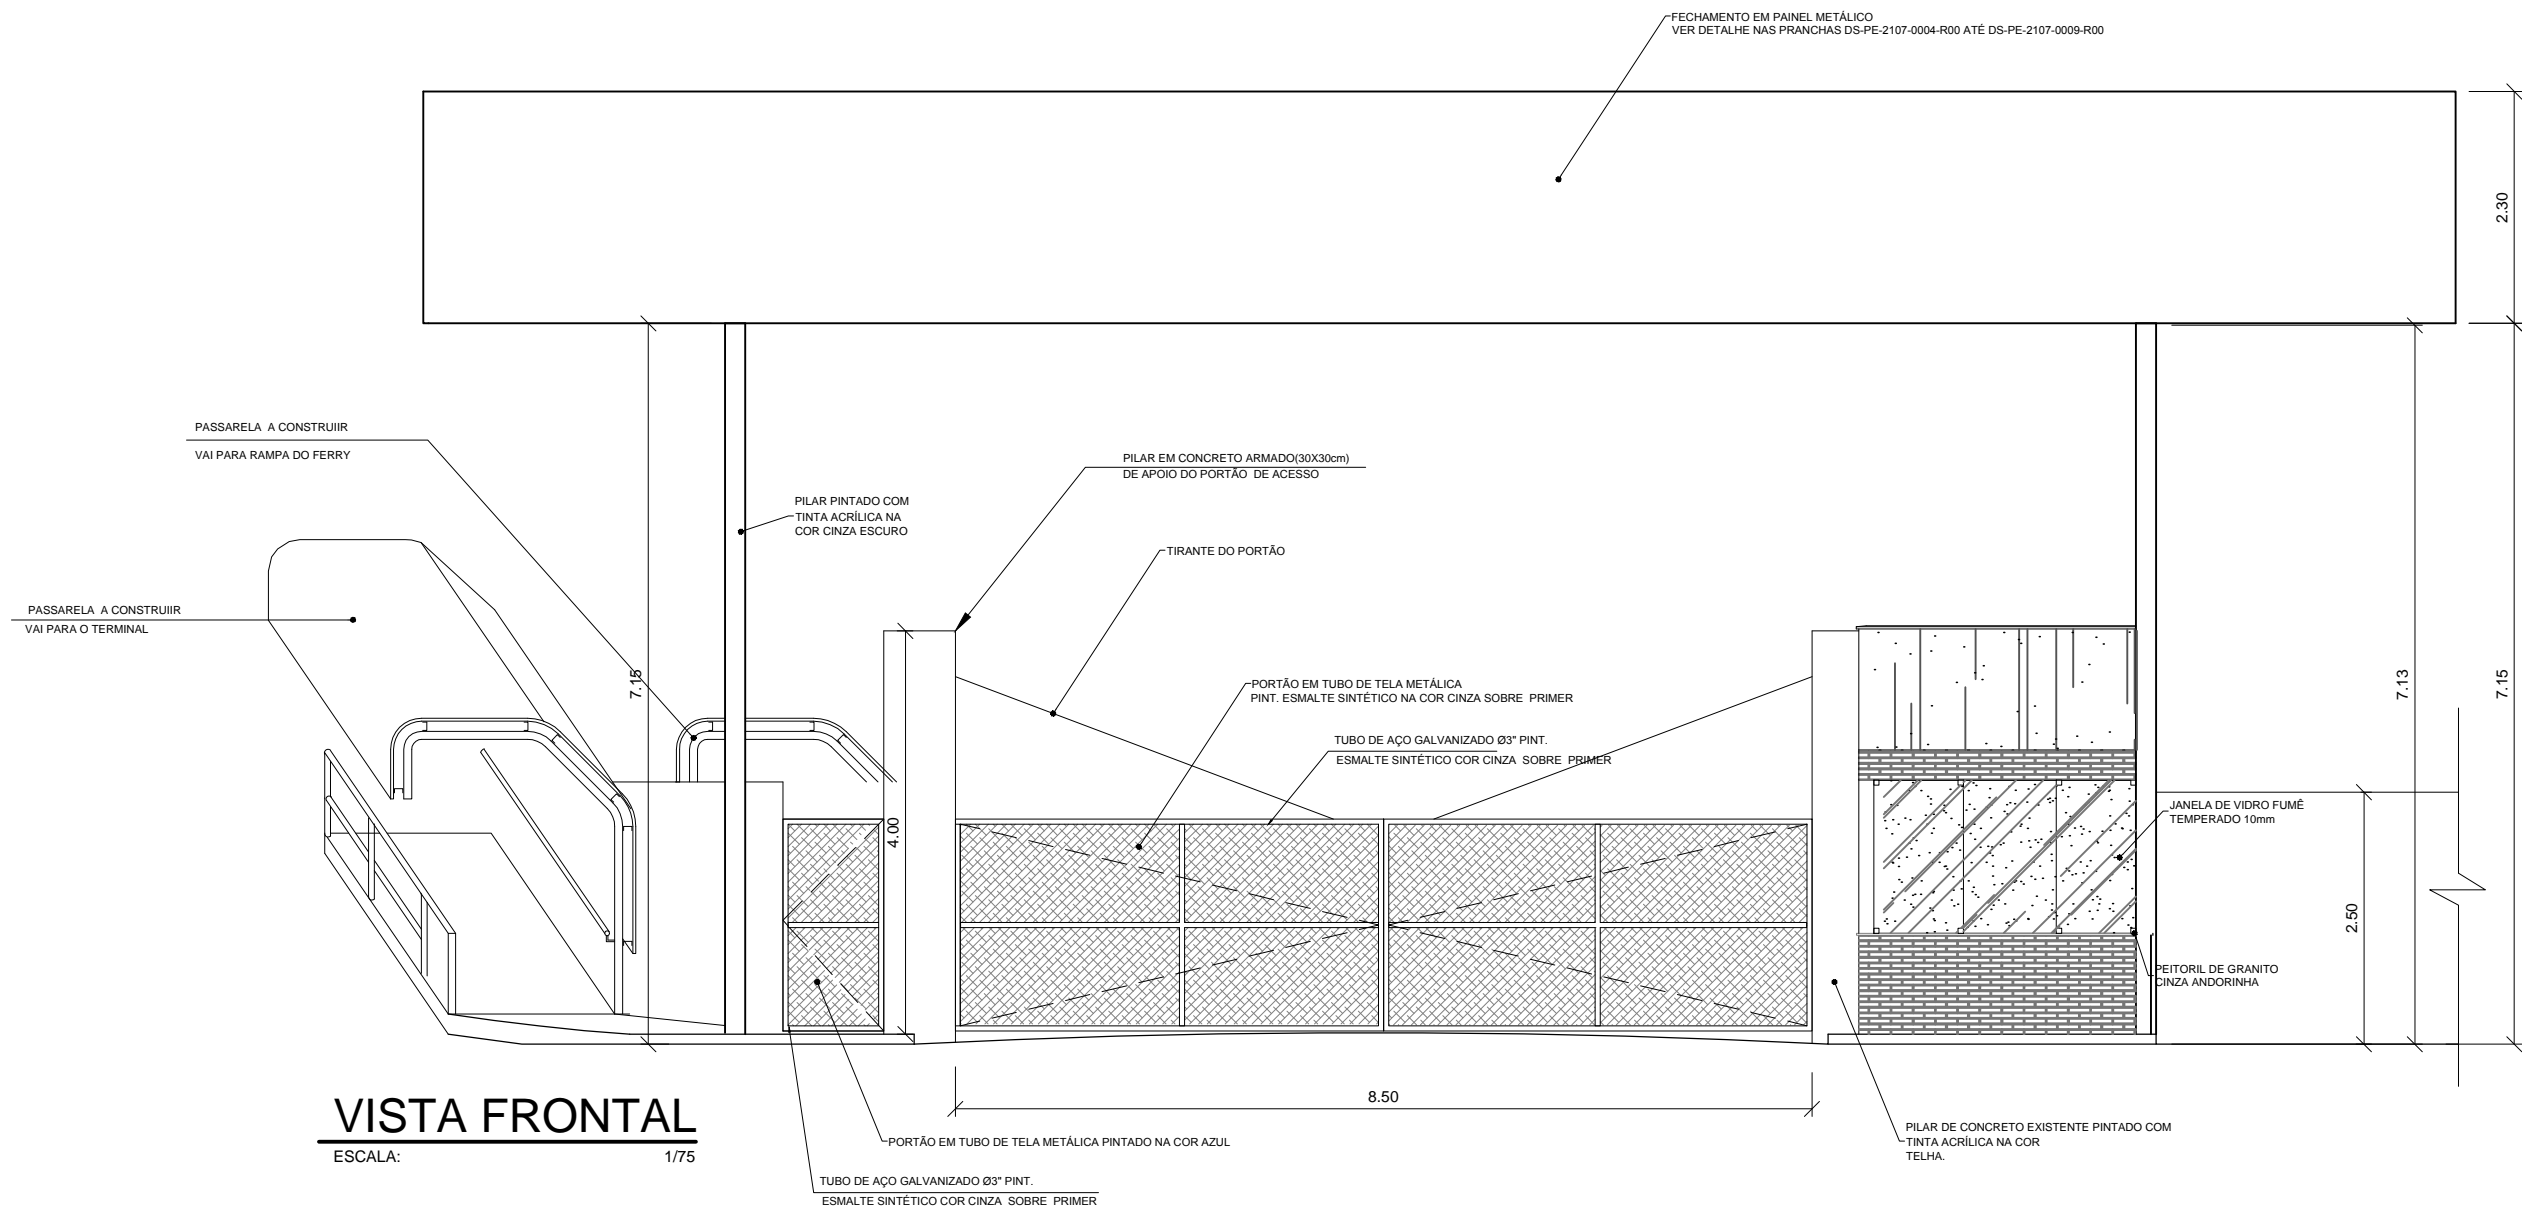 FECHAMENTO EM PAINEL METÁLICO
VER DETALHE NAS PRANCHAS DS-PE-2107-0004-R00 ATÉ DS-PE-2107-0009-R00
2.30
PASSARELA A CONSTRUIIR
VAI PARA RAMPA DO FERRY
PILAR EM CONCRETO ARMADO(30X30cm)
DE APOIO DO PORTÃO DE ACESSO
PILAR PINTADO COM
TINTA ACRÍLICA NA
COR CINZA ESCURO
TIRANTE DO PORTÃO
PASSARELA A CONSTRUIIR
VAI PARA O TERMINAL
7.15
PORTÃO EM TUBO DE TELA METÁLICA
PINT. ESMALTE SINTÉTICO NA COR CINZA SOBRE PRIMER
7.13
7.15
TUBO DE AÇO GALVANIZADO Ø3" PINT.
ESMALTE SINTÉTICO COR CINZA SOBRE PRIMER
4.00
JANELA DE VIDRO FUMÊ
TEMPERADO 10mm
2.50
PEITORIL DE GRANITO
CINZA ANDORINHA
8.50
VISTA FRONTAL
ESCALA: 1/75
PORTÃO EM TUBO DE TELA METÁLICA PINTADO NA COR AZUL
PILAR DE CONCRETO EXISTENTE PINTADO COM
TINTA ACRÍLICA NA COR
TELHA.
TUBO DE AÇO GALVANIZADO Ø3" PINT.
ESMALTE SINTÉTICO COR CINZA SOBRE PRIMER